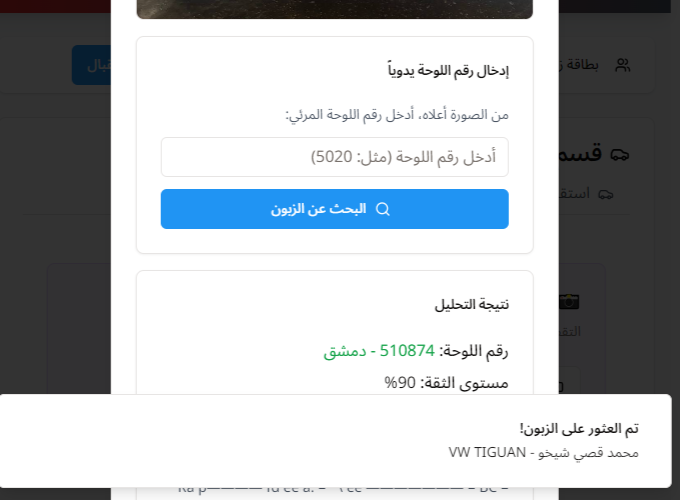 بطاقة
إدخال رقم اللوحة يدوياً
من الصورة أعلاه، أدخل رقم اللوحة المرئي:
قسم
أدخل رقم اللوحة (مثل: 5020)
البحث عن الزبون
نتيجة التحليل
رقم اللوحة: 510874 - دمشق
مستوى الثقة: 90%
تم العثور على الزبون!
محمد قصي شيخو - VW TIGUAN